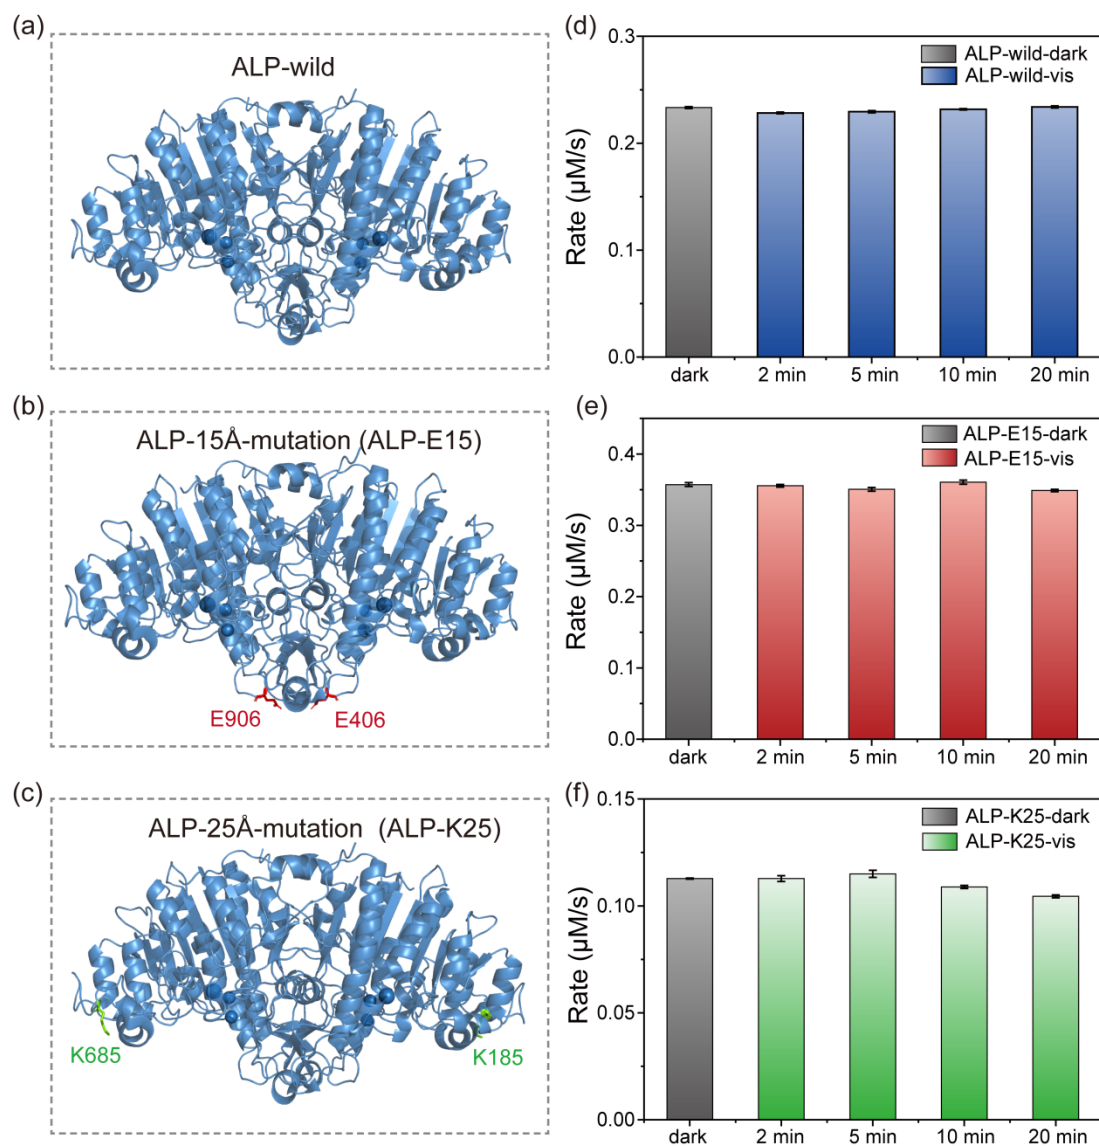 (a)
ALP-wild
(b)
ALP-15Å-mutation (ALP-E15)
E906
E406
(c)
ALP-25Å-mutation (ALP-K25)
K685
K185
(d)
0.3
0.2
0.1
0.0
Rate (µM/s)
ALP-wild-dark
ALP-wild-vis
dark
2 min
5 min
10 min
20 min
(e)
0.4
0.3
0.2
0.1
0.0
Rate (µM/s)
ALP-E15-dark
ALP-E15-vis
dark
2 min
5 min
10 min
20 min
(f)
0.15
0.10
0.05
0.00
Rate (µM/s)
ALP-K25-dark
ALP-K25-vis
dark
2 min
5 min
10 min
20 min